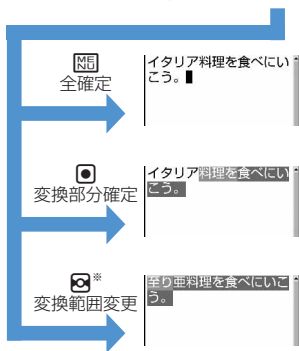 MENU
全確定
イタリア料理を食べにい
こう。
変換部分確定
イタリア料理を食べにい
こう。
※
変換範囲変更
至り亜料理を食べにいこ
う。